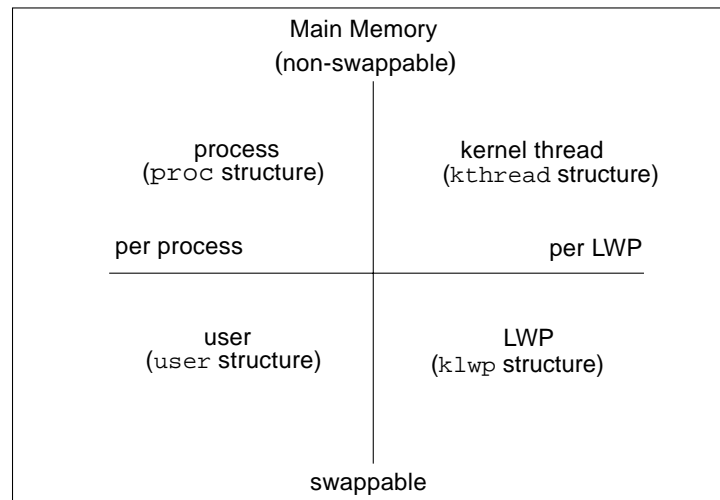 Main Memory
(non-swappable)
process
(proc structure)
kernel thread
(kthread structure)
per process
per LWP
user
(user structure)
LWP
(klwp structure)
swappable